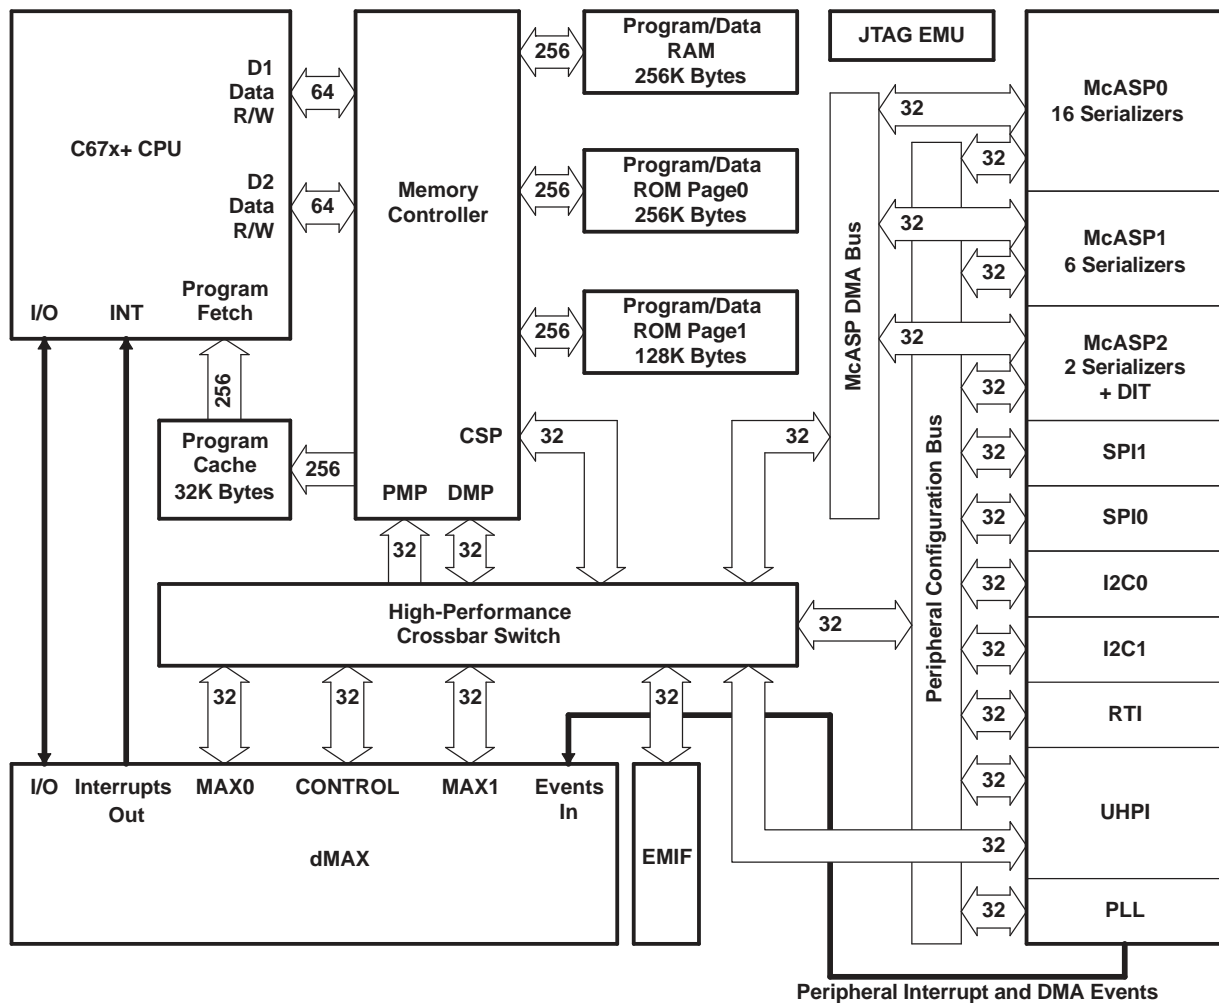 D1
Data
R/W
64
C67x+ CPU
D2
Data
R/W
64
I/O
INT
Program
Fetch
256
Program
Cache
32K Bytes
256
Memory
Controller
CSP
PMP
DMP
32
32
32
256
Program/Data
RAM
256K Bytes
256
Program/Data
ROM Page0
256K Bytes
256
Program/Data
ROM Page1
128K Bytes
JTAG EMU
McASP DMA Bus
32
Peripheral Configuration Bus
32
32
32
McASP0
16 Serializers
32
32
McASP1
6 Serializers
32
32
McASP2
2 Serializers
+ DIT
32
SPI1
32
SPI0
32
I2C0
32
I2C1
32
RTI
32
UHPI
32
32
PLL
High-Performance
Crossbar Switch
32
32
32
32
I/O
Interrupts
Out
MAX0
CONTROL
MAX1
Events
In
dMAX
EMIF
Peripheral Interrupt and DMA Events